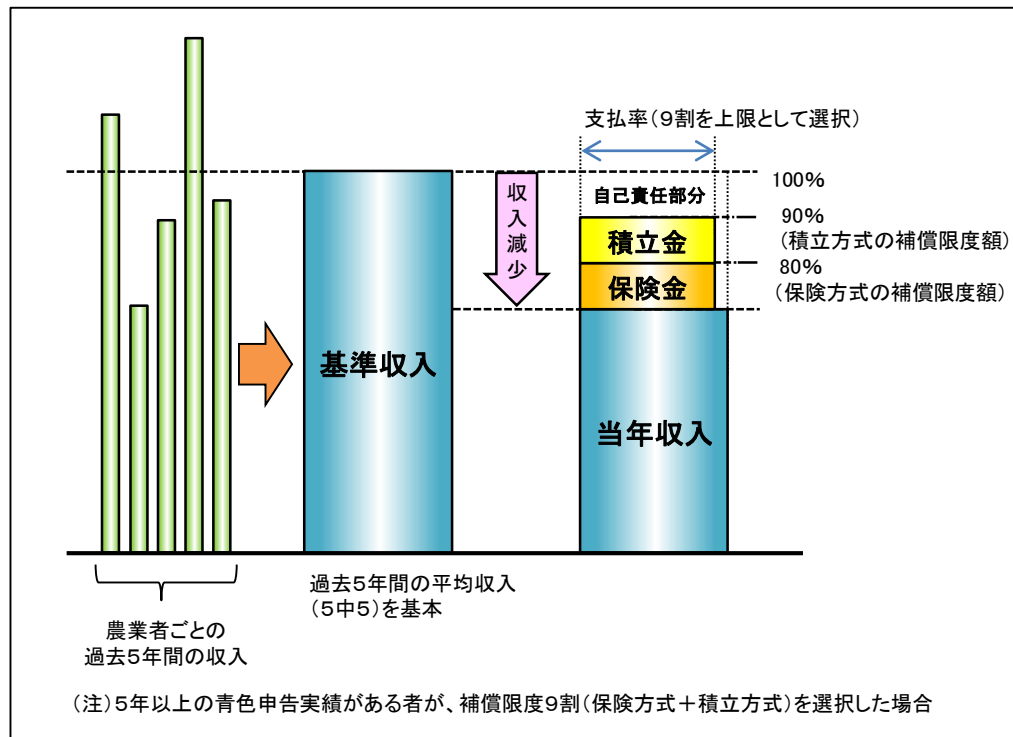 支払率(9割を上限として選択)
100%
自己責任部分
90%
(積立方式の補償限度額)
80%
(保険方式の補償限度額)
収入減少
積立金
保険金
基準収入
当年収入
過去5年間の平均収入
(5中5)を基本
農業者ごとの
過去5年間の収入
(注)5年以上の青色申告実績がある者が、補償限度9割(保険方式+積立方式)を選択した場合